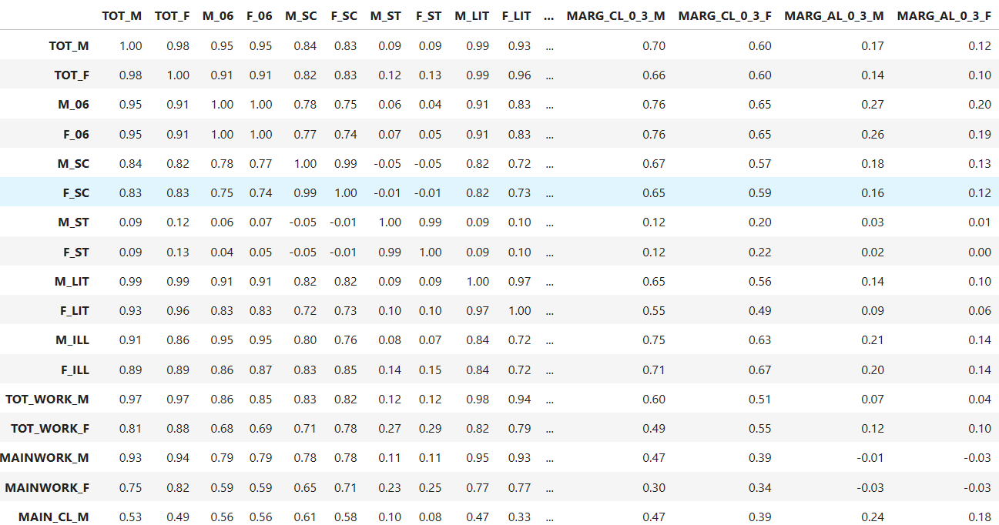 TOT_M TOT_F M_06 F_06 M_SC F_SC M_ST F_ST M_LIT F_LIT ... MARG_CL_0_3_M MARG_CL_0_3_F MARG_AL_0_3_M MARG_AL_0_3_F
TOT_M 1.00 0.98 0.95 0.95 0.84 0.83 0.09 0.09 0.99 0.93 ... 0.70 0.60 0.17 0.12
TOT_F 0.98 1.00 0.91 0.91 0.82 0.83 0.12 0.13 0.99 0.96 ... 0.66 0.60 0.14 0.10
M_06 0.95 0.91 1.00 1.00 0.78 0.75 0.06 0.04 0.91 0.83 ... 0.76 0.65 0.27 0.20
F_06 0.95 0.91 1.00 1.00 0.77 0.74 0.07 0.05 0.91 0.83 ... 0.76 0.65 0.26 0.19
M_SC 0.84 0.82 0.78 0.77 1.00 0.99 -0.05 -0.05 0.82 0.72 ... 0.67 0.57 0.18 0.13
F_SC 0.83 0.83 0.75 0.74 0.99 1.00 -0.01 -0.01 0.82 0.73 ... 0.65 0.59 0.16 0.12
M_ST 0.09 0.12 0.06 0.07 -0.05 -0.01 1.00 0.99 0.09 0.10 ... 0.12 0.20 0.03 0.01
F_ST 0.09 0.13 0.04 0.05 -0.05 -0.01 0.99 1.00 0.09 0.10 ... 0.12 0.22 0.02 0.00
M_LIT 0.99 0.99 0.91 0.91 0.82 0.82 0.09 0.09 1.00 0.97 ... 0.65 0.56 0.14 0.10
F_LIT 0.93 0.96 0.83 0.83 0.72 0.73 0.10 0.10 0.97 1.00 ... 0.55 0.49 0.09 0.06
M_ILL 0.91 0.86 0.95 0.95 0.80 0.76 0.08 0.07 0.84 0.72 ... 0.75 0.63 0.21 0.14
F_ILL 0.89 0.89 0.86 0.87 0.83 0.85 0.14 0.15 0.84 0.72 ... 0.71 0.67 0.20 0.14
TOT_WORK_M 0.97 0.97 0.86 0.85 0.83 0.82 0.12 0.12 0.98 0.94 ... 0.60 0.51 0.07 0.04
TOT_WORK_F 0.81 0.88 0.68 0.69 0.71 0.78 0.27 0.29 0.82 0.79 ... 0.49 0.55 0.12 0.10
MAINWORK_M 0.93 0.94 0.79 0.79 0.78 0.78 0.11 0.11 0.95 0.93 ... 0.47 0.39 -0.01 -0.03
MAINWORK_F 0.75 0.82 0.59 0.59 0.65 0.71 0.23 0.25 0.77 0.77 ... 0.30 0.34 -0.03 -0.03
MAIN_CL_M 0.53 0.49 0.56 0.56 0.61 0.58 0.10 0.08 0.47 0.33 ... 0.47 0.39 0.24 0.18